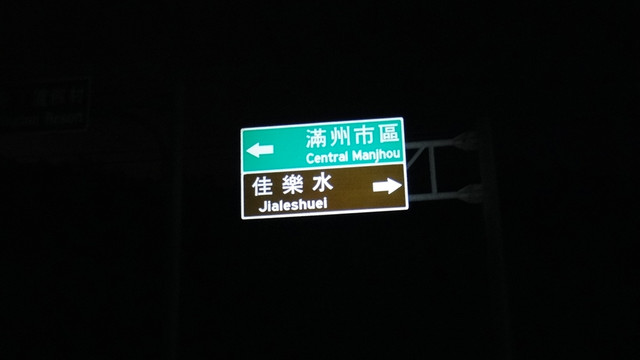 滿州市區
Central Manjhou
佳樂水
Jialeshuei